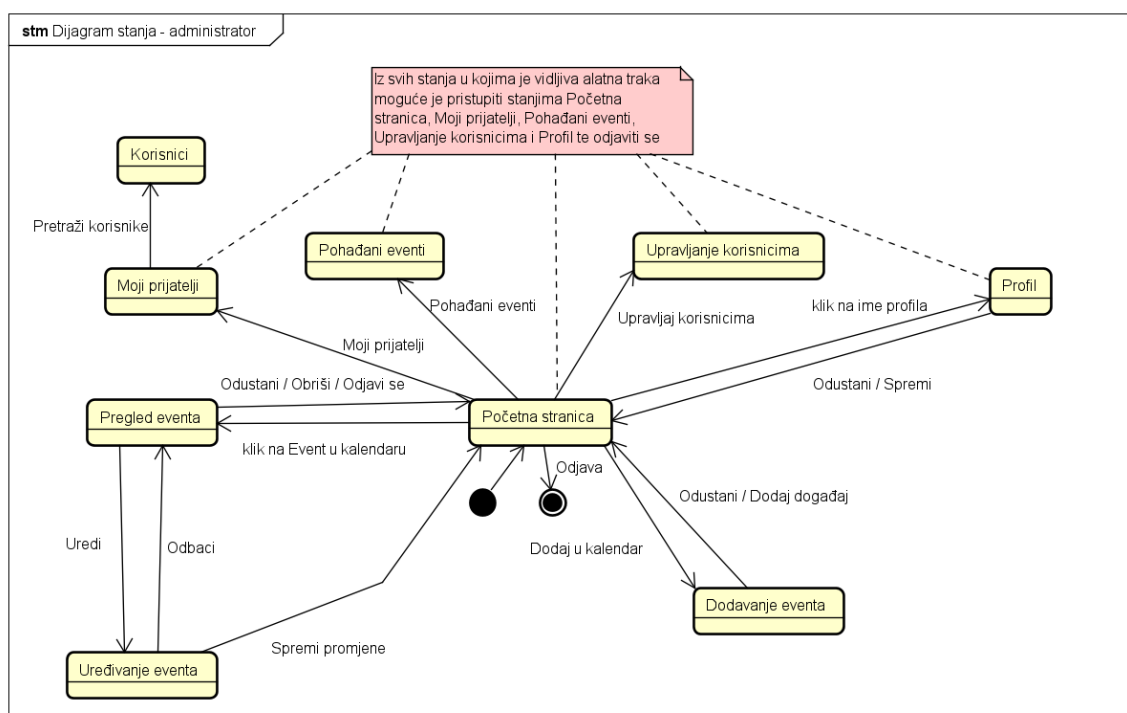 stm Dijagram stanja - administrator
Iz svih stanja u kojima je vidljiva alatna traka
moguće je pristupiti stanjima Početna
stranica, Moji prijatelji, Pohađani eventi,
Upravljanje korisnicima i Profil te odjaviti se
Korisnici
Pretraži korisnike
Pohađani eventi
Upravljanje korisnicima
Moji prijatelji
Profil
Pohađani eventi
klik na ime profila
Upravljaj korisnicima
Moji prijatelji
Odustani / Obriši / Odjavi se
Odustani / Spremi
Pregled eventa
Početna stranica
klik na Event u kalendaru
Odjava
Odustani / Dodaj događaj
Uredi
Odbaci
Dodaj u kalendar
Dodavanje eventa
Spremi promjene
Uređivanje eventa